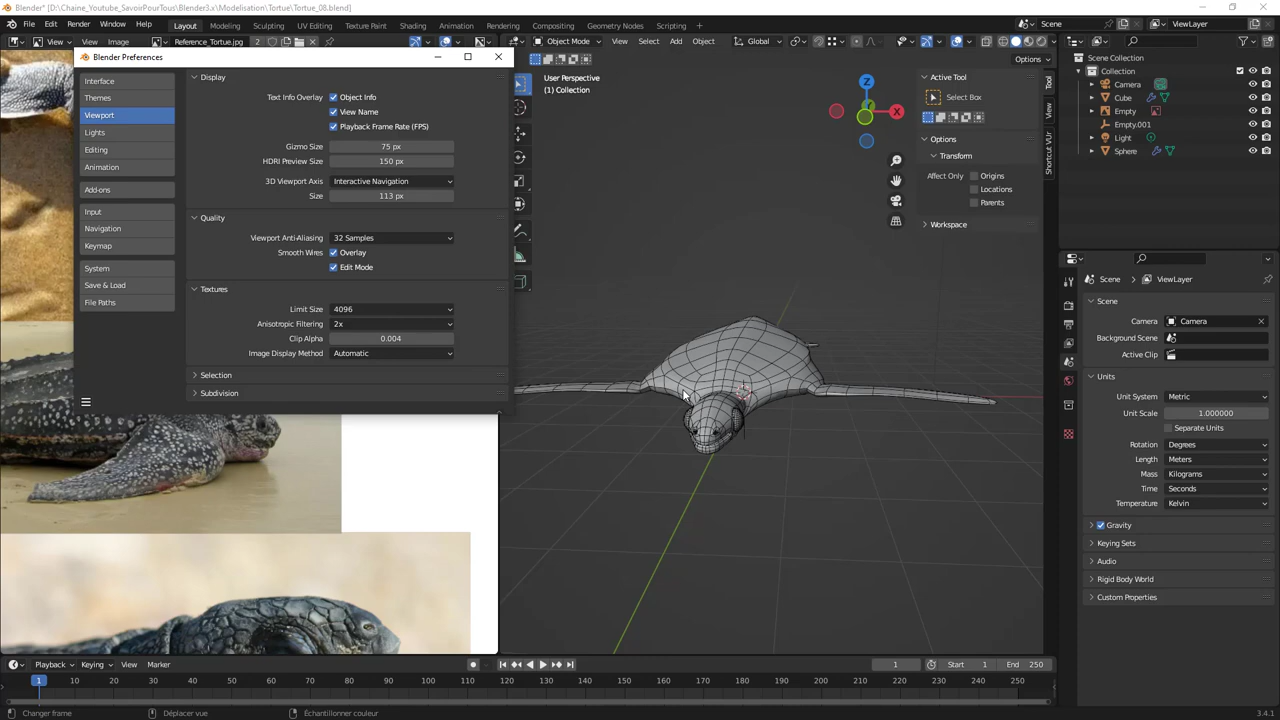 Blender* [D:\Chaine_Youtube_SavoirPourTous\Blender3.x\Modelisation\Tortue\Tortue_08.blend]
File Edit Render Window Help Layout Modeling Sculpting UV Editing Texture Paint Shading Animation Rendering Compositing Geometry Nodes Scripting Scene ViewLayer
View View Image Reference_Tortue.jpg 2 Object Mode View Select Add Object Global
Options
Blender Preferences
Interface
Themes
Viewport
Lights
Editing
Animation
Add-ons
Input
Navigation
Keymap
System
Save & Load
File Paths
Display
Text Info Overlay Object Info
View Name
Playback Frame Rate (FPS)
Gizmo Size 75 px
HDRI Preview Size 150 px
3D Viewport Axis Interactive Navigation
Size 113 px
Quality
Viewport Anti-Aliasing 32 Samples
Smooth Wires Overlay
Edit Mode
Textures
Limit Size 4096
Anisotropic Filtering 2x
Clip Alpha 0.004
Image Display Method Automatic
Selection
Subdivision
User Perspective
(1) Collection
Z
X
Active Tool
Select Box
Options
Transform
Affect Only Origins
Locations
Parents
Workspace
Tool
Item
View
Shortcut VUr
Scene Collection
Collection
Camera
Cube
Empty
Empty.001
Light
Sphere
Scene ViewLayer
Scene
Camera Camera
Background Scene
Active Clip
Units
Unit System Metric
Unit Scale 1.000000
Separate Units
Rotation Degrees
Length Meters
Mass Kilograms
Time Seconds
Temperature Kelvin
Gravity
Keying Sets
Audio
Rigid Body World
Custom Properties
Playback Keying View Marker 1 Start 1 End 250
1 10 20 30 40 50 60 70 80 90 100 110 120 130 140 150 160 170 180 190 200 210 220 230 240 250
Changer frame Déplacer vue Échantillonner couleur 3.4.1